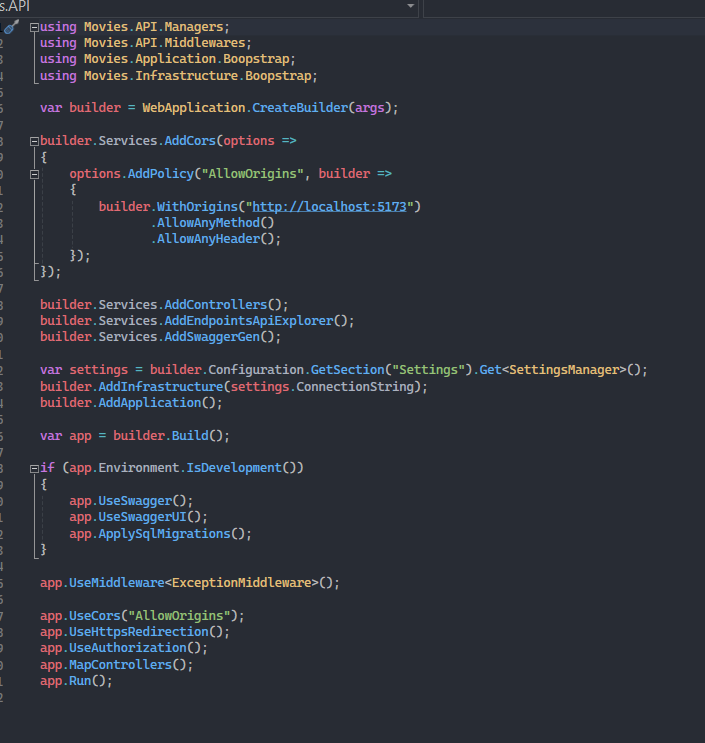 s.API
using Movies.API.Managers;
using Movies.API.Middlewares;
using Movies.Application.Boopstrap;
using Movies.Infrastructure.Boopstrap;
var builder = WebApplication.CreateBuilder(args);
builder.Services.AddCors(options =>
{
    options.AddPolicy("AllowOrigins", builder =>
    {
        builder.WithOrigins("http://localhost:5173")
               .AllowAnyMethod()
               .AllowAnyHeader();
    });
});
builder.Services.AddControllers();
builder.Services.AddEndpointsApiExplorer();
builder.Services.AddSwaggerGen();
var settings = builder.Configuration.GetSection("Settings").Get<SettingsManager>();
builder.AddInfrastructure(settings.ConnectionString);
builder.AddApplication();
var app = builder.Build();
if (app.Environment.IsDevelopment())
{
    app.UseSwagger();
    app.UseSwaggerUI();
    app.ApplySqlMigrations();
}
app.UseMiddleware<ExceptionMiddleware>();
app.UseCors("AllowOrigins");
app.UseHttpsRedirection();
app.UseAuthorization();
app.MapControllers();
app.Run();